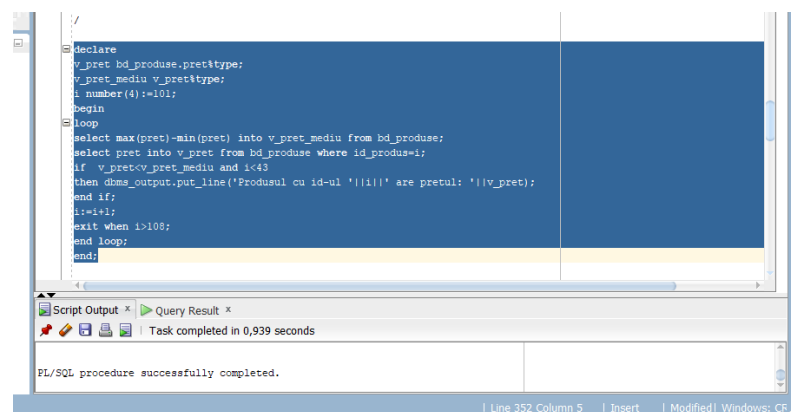 /
declare
v_pret bd_produse.pret%type;
v_pret_mediu v_pret%type;
i number(4):=101;
begin
loop
select max(pret)-min(pret) into v_pret_mediu from bd_produse;
select pret into v_pret from bd_produse where id_produs=i;
if  v_pret<v_pret_mediu and i<43
then dbms_output.put_line('Produsul cu id-ul '||i||' are pretul: '||v_pret);
end if;
i:=i+1;
exit when i>108;
end loop;
end;
Script Output x Query Result x
Task completed in 0,939 seconds
PL/SQL procedure successfully completed.
| Line 352 Column 5 | Insert | Modified| Windows: CF